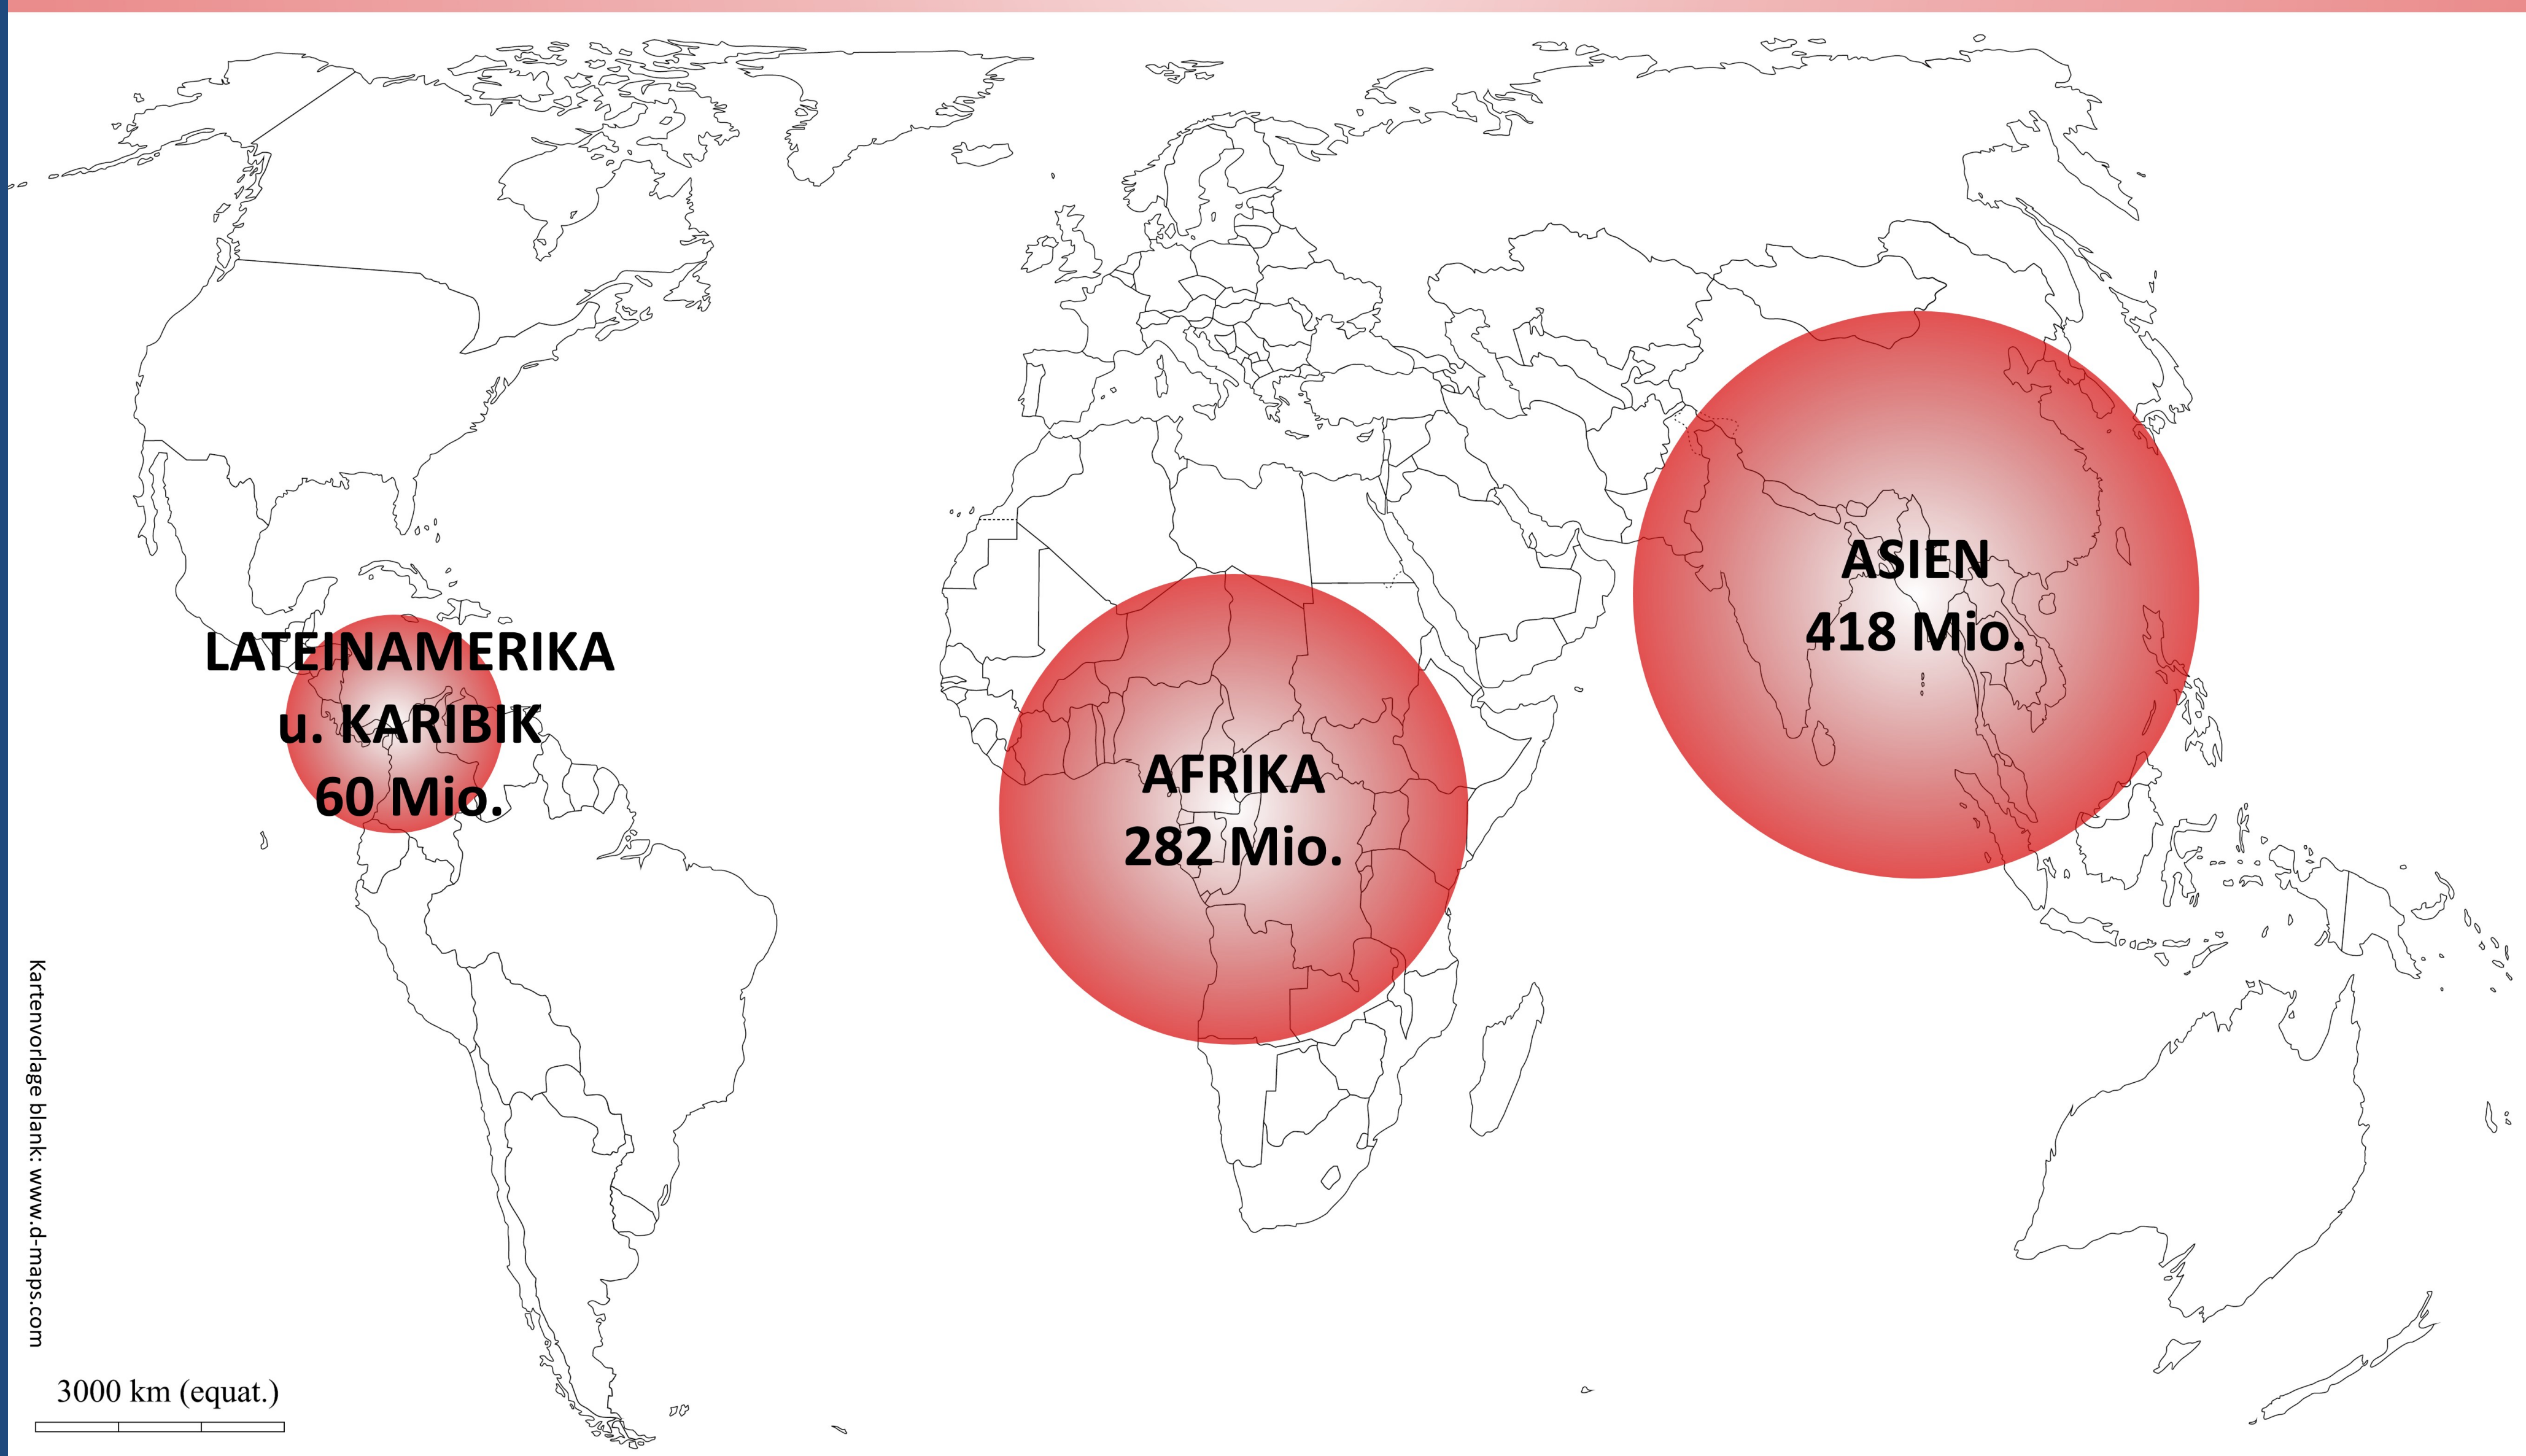 LATEINAMERIKA
u. KARIBIK
60 Mio.
AFRIKA
282 Mio.
ASIEN
418 Mio.
Kartenvorlage blank: www.d-maps.com
3000 km (equat.)